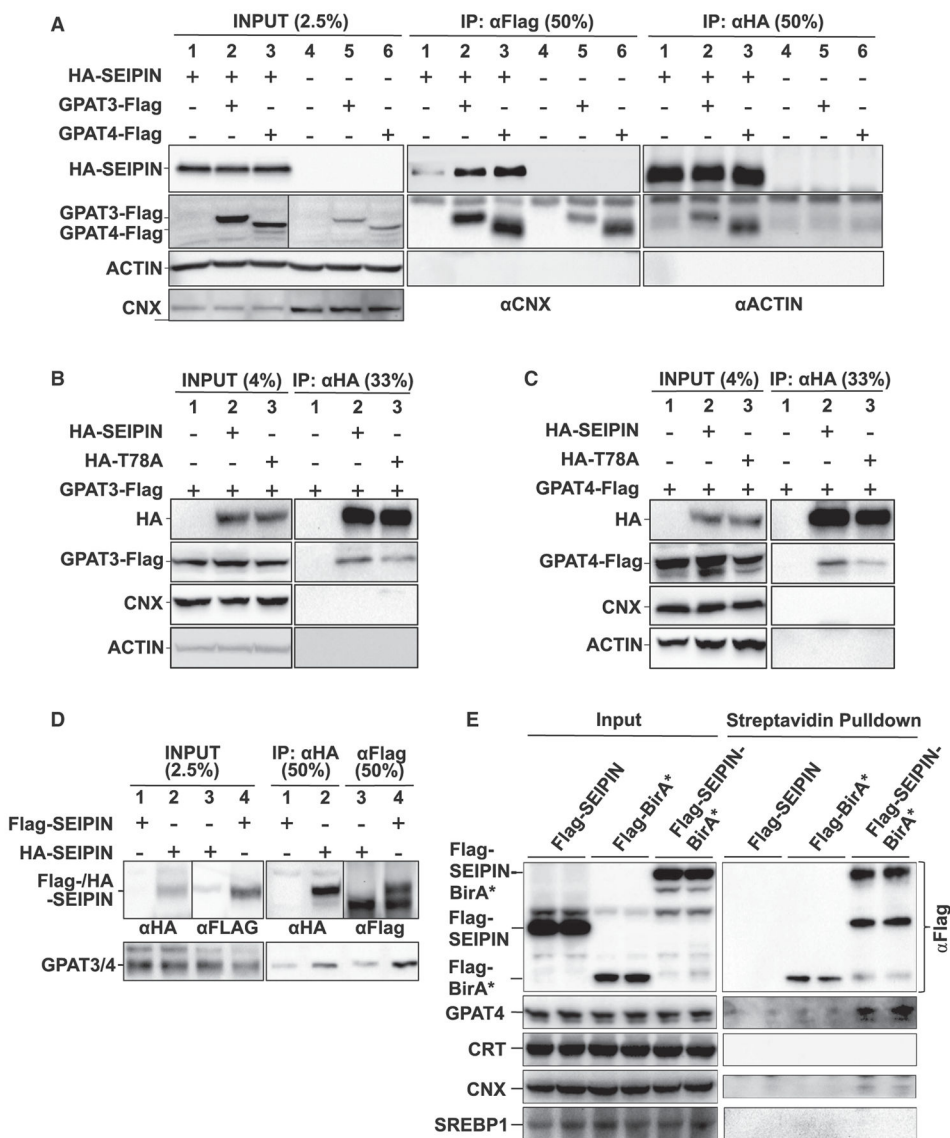 A
INPUT (2.5%) IP: αFlag (50%) IP: αHA (50%)
1 2 3 4 5 6 1 2 3 4 5 6 1 2 3 4 5 6
HA-SEIPIN + + + - - - + + + - - - + + + - - -
GPAT3-Flag - + - - + - - + - - + - - + - - + -
GPAT4-Flag - - + - - + - - + - - + - - + - - +
HA-SEIPIN
GPAT3-Flag
GPAT4-Flag
ACTIN
CNX αCNX αACTIN
B
INPUT (4%) IP: αHA (33%)
1 2 3 1 2 3
HA-SEIPIN - + - - + -
HA-T78A - - + - - +
GPAT3-Flag + + + + + +
HA
GPAT3-Flag
CNX
ACTIN
C
INPUT (4%) IP: αHA (33%)
1 2 3 1 2 3
HA-SEIPIN - + - - + -
HA-T78A - - + - - +
GPAT4-Flag + + + + + +
HA
GPAT4-Flag
CNX
ACTIN
D
INPUT (2.5%) IP: αHA (50%) αFlag (50%)
1 2 3 4 1 2 3 4
Flag-SEIPIN + - - + + - - +
HA-SEIPIN - + + - - + + -
Flag-/HA
-SEIPIN
αHA αFLAG αHA αFlag
GPAT3/4
E
Input Streptavidin Pulldown
Flag-SEIPIN Flag-BirA* Flag-SEIPIN-BirA* Flag-SEIPIN Flag-BirA* Flag-SEIPIN-BirA*
Flag-
SEIPIN-
BirA*
Flag-
SEIPIN
Flag-
BirA*
αFlag
GPAT4
CRT
CNX
SREBP1